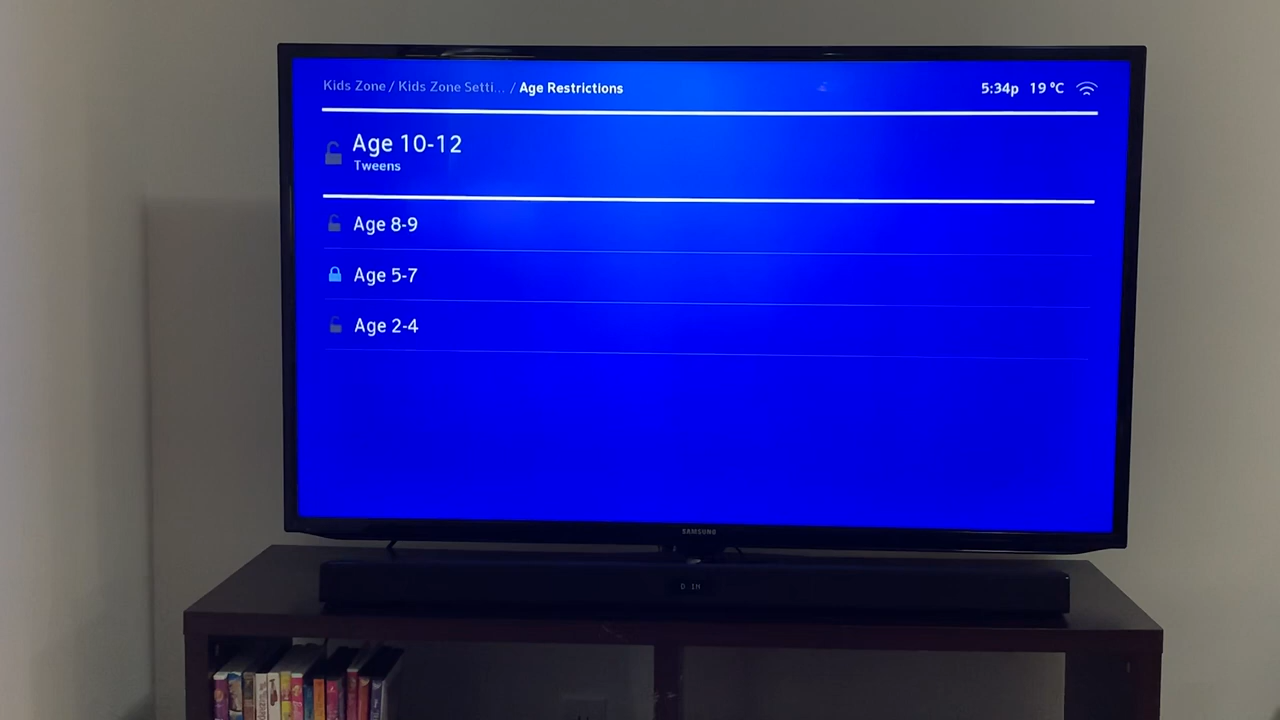 Kids Zone / Kids Zone Setti... / Age Restrictions
5:34p 19 °C
Age 10-12
Tweens
Age 8-9
Age 5-7
Age 2-4
SAMSUNG
D IN